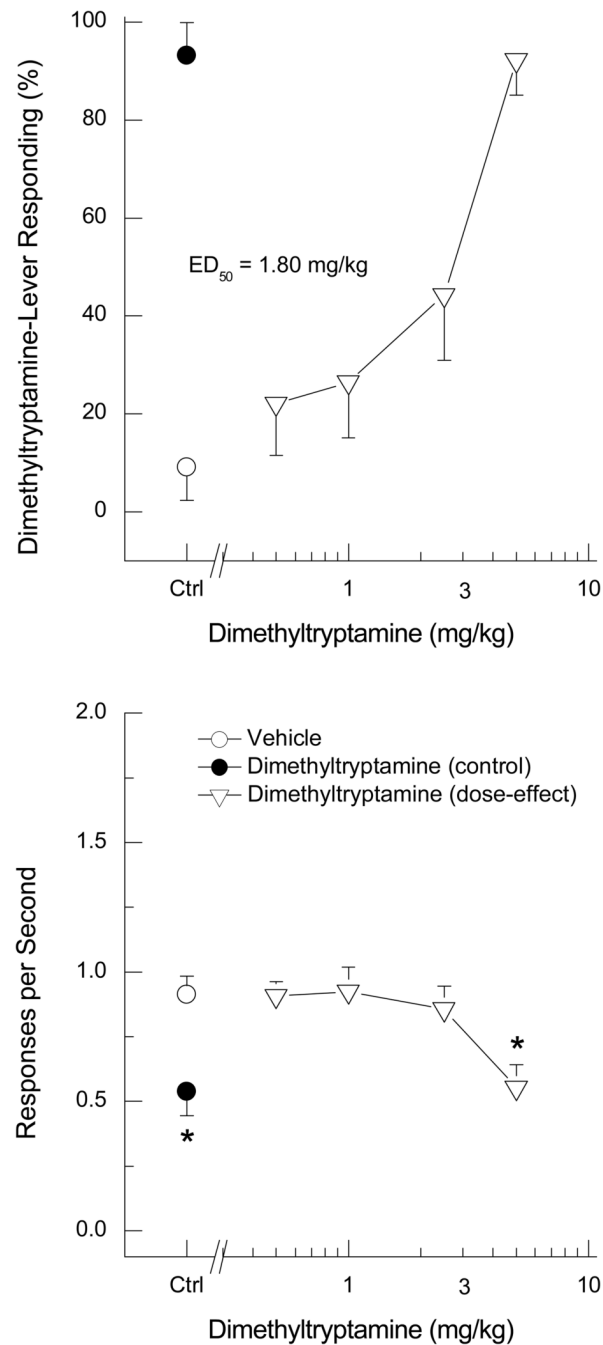 Dimethyltryptamine-Lever Responding (%)
100
80
60
40
20
0
ED50 = 1.80 mg/kg
Ctrl
1
3
10
Dimethyltryptamine (mg/kg)
Responses per Second
2.0
1.5
1.0
0.5
0.0
Vehicle
Dimethyltryptamine (control)
Dimethyltryptamine (dose-effect)
*
*
Ctrl
1
3
10
Dimethyltryptamine (mg/kg)